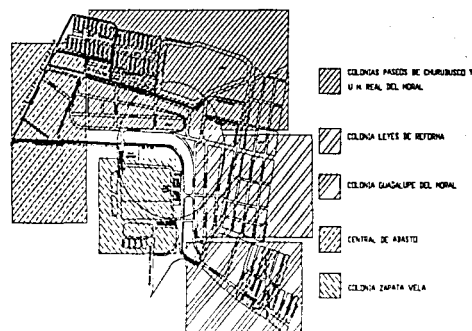 COLONIAS PASEOS DE CHURUBUSCO Y
U H. REAL DEL MORAL
COLONIA LEYES DE REFORMA
COLONIA GUADALUPE DEL MORAL
CENTRAL DE ABASTO
COLONIA ZAPATA VELA